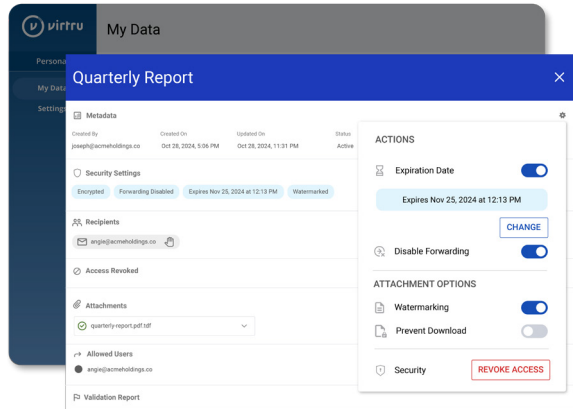 virtru
My Data
Persona
My Data
Settings
Quarterly Report
Metadata
Created By Created On Updated On Status
joseph@acmeholdings.co Oct 28, 2024, 5:06 PM Oct 28, 2024, 11:31 PM Active
Security Settings
Encrypted Forwarding Disabled Expires Nov 25, 2024 at 12:13 PM Watermarked
Recipients
angie@acmeholdings.co
Access Revoked
Attachments
quarterly-report.pdf.tdf
Allowed Users
angie@acmeholdings.co
Validation Report
ACTIONS
Expiration Date
Expires Nov 25, 2024 at 12:13 PM
CHANGE
Disable Forwarding
ATTACHMENT OPTIONS
Watermarking
Prevent Download
Security REVOKE ACCESS